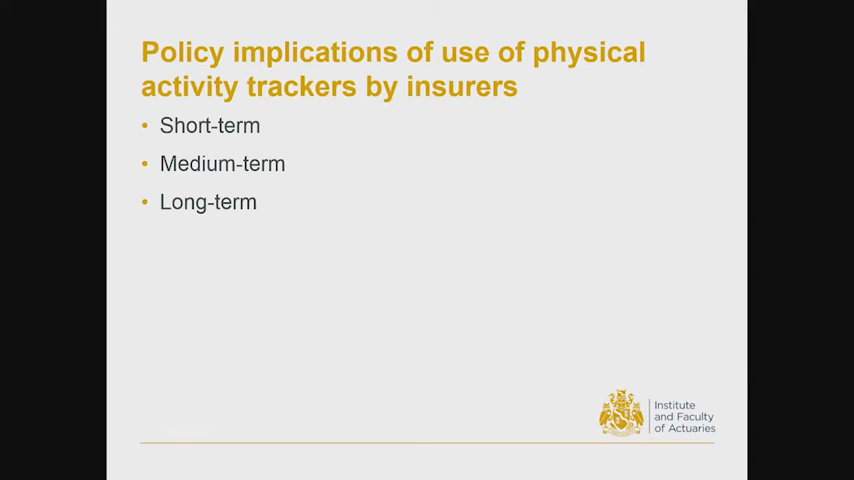 Policy implications of use of physical
activity trackers by insurers
• Short-term
• Medium-term
• Long-term
Institute
and Faculty
of Actuaries